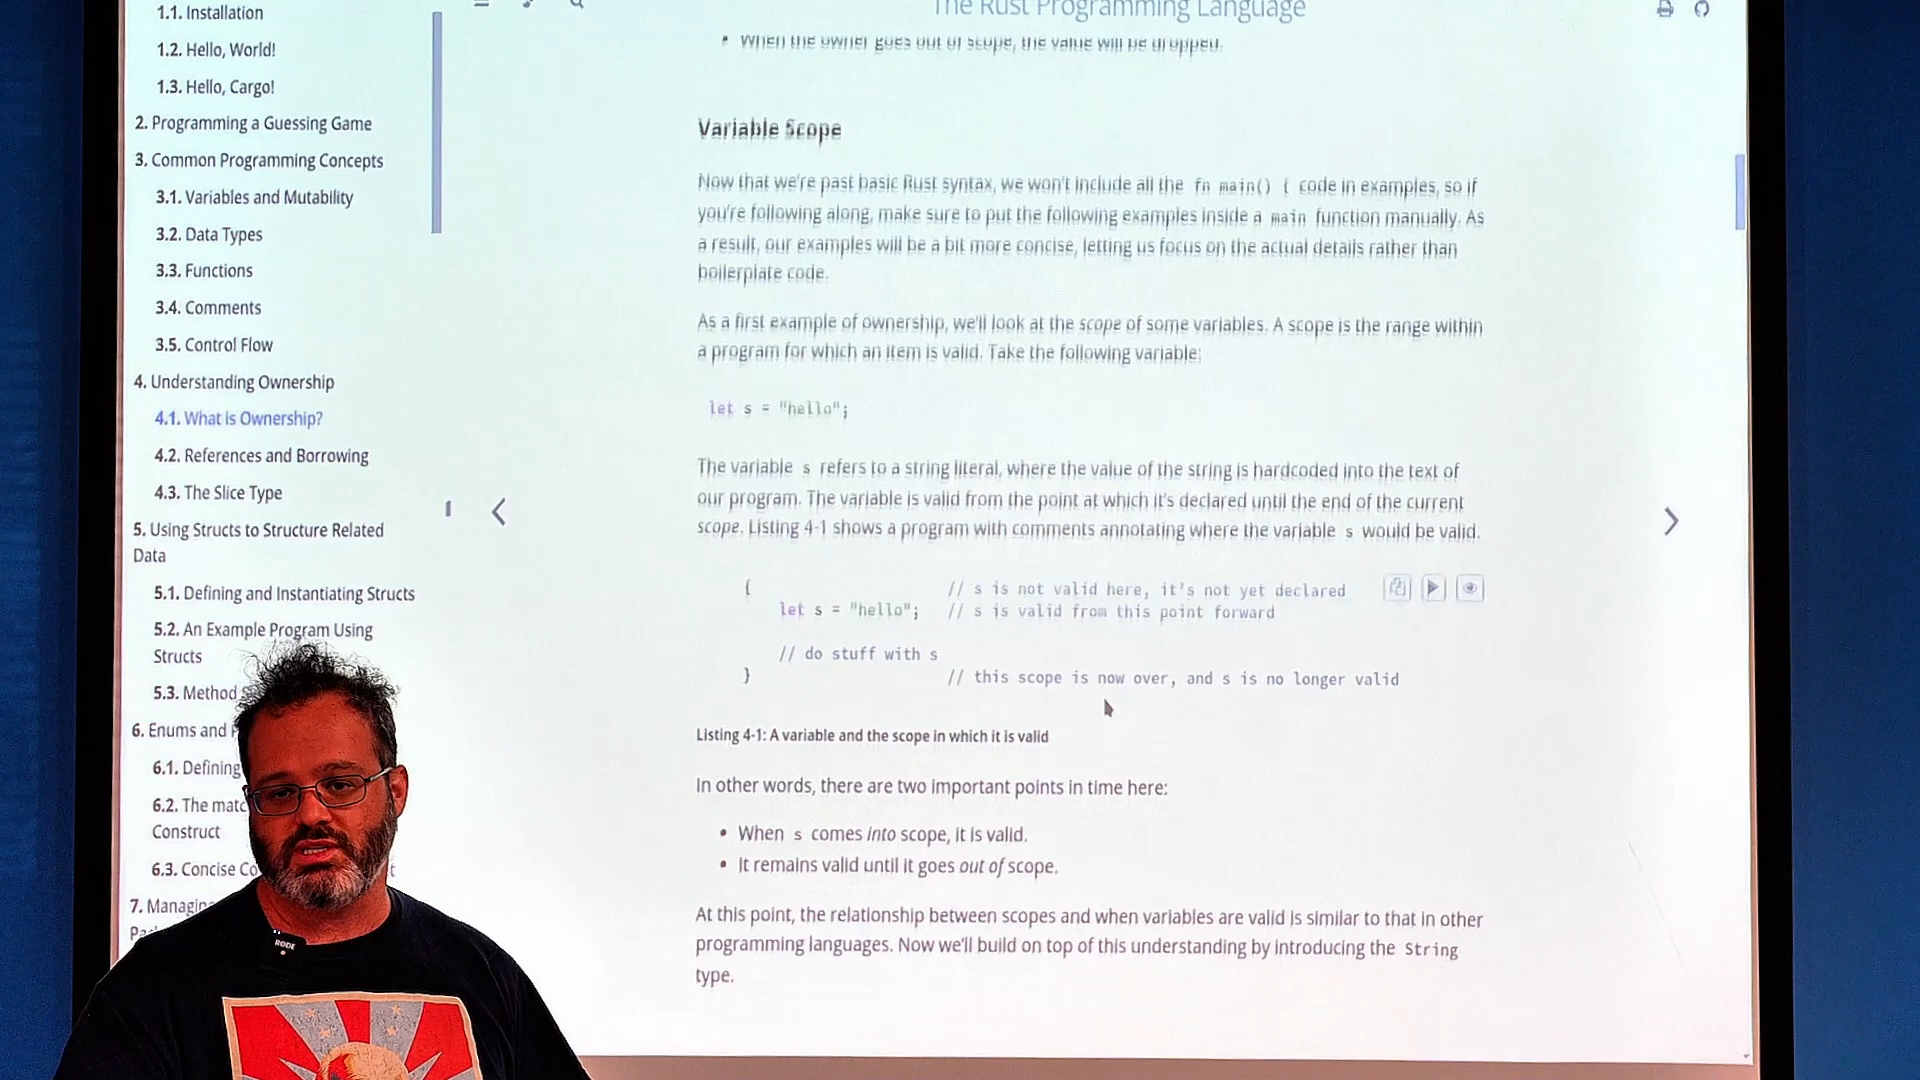 The Rust Programming Language
1.1. Installation
1.2. Hello, World!
1.3. Hello, Cargo!
2. Programming a Guessing Game
3. Common Programming Concepts
3.1. Variables and Mutability
3.2. Data Types
3.3. Functions
3.4. Comments
3.5. Control Flow
4. Understanding Ownership
4.1. What is Ownership?
4.2. References and Borrowing
4.3. The Slice Type
5. Using Structs to Structure Related
Data
5.1. Defining and Instantiating Structs
5.2. An Example Program Using
Structs
5.3. Method
6. Enums and
6.1. Defining
6.2. The matc
Construct
6.3. Concise Co
7. Managing
• When the owner goes out of scope, the value will be dropped.
Variable Scope
Now that we're past basic Rust syntax, we won't include all the fn main() { code in examples, so if
you're following along, make sure to put the following examples inside a main function manually. As
a result, our examples will be a bit more concise, letting us focus on the actual details rather than
boilerplate code.
As a first example of ownership, we'll look at the scope of some variables. A scope is the range within
a program for which an item is valid. Take the following variable:
let s = "hello";
The variable s refers to a string literal, where the value of the string is hardcoded into the text of
our program. The variable is valid from the point at which it's declared until the end of the current
scope. Listing 4-1 shows a program with comments annotating where the variable s would be valid.
{ // s is not valid here, it's not yet declared
let s = "hello"; // s is valid from this point forward
// do stuff with s
} // this scope is now over, and s is no longer valid
Listing 4-1: A variable and the scope in which it is valid
In other words, there are two important points in time here:
• When s comes into scope, it is valid.
• It remains valid until it goes out of scope.
At this point, the relationship between scopes and when variables are valid is similar to that in other
programming languages. Now we'll build on top of this understanding by introducing the String
type.
RODE